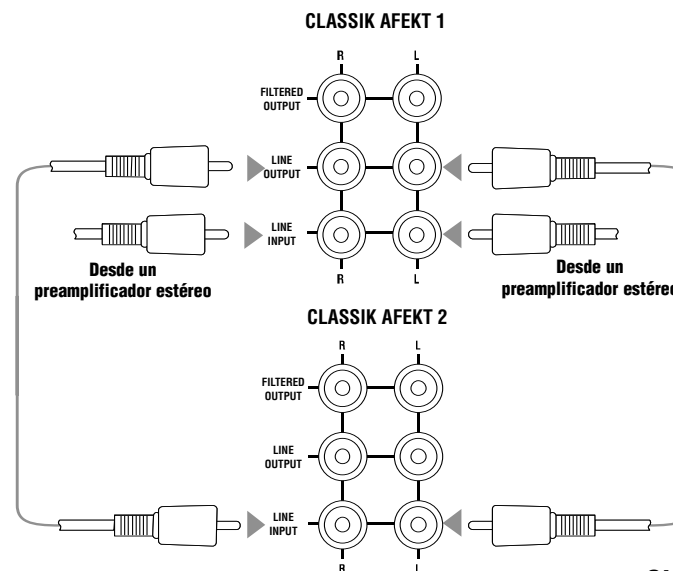 CLASSIK AFEKT 1
R L
FILTERED
OUTPUT
LINE
OUTPUT
LINE
INPUT
R L
Desde un
preamplificador estéreo
Desde un
preamplificador estéreo
CLASSIK AFEKT 2
R L
FILTERED
OUTPUT
LINE
OUTPUT
LINE
INPUT
R L